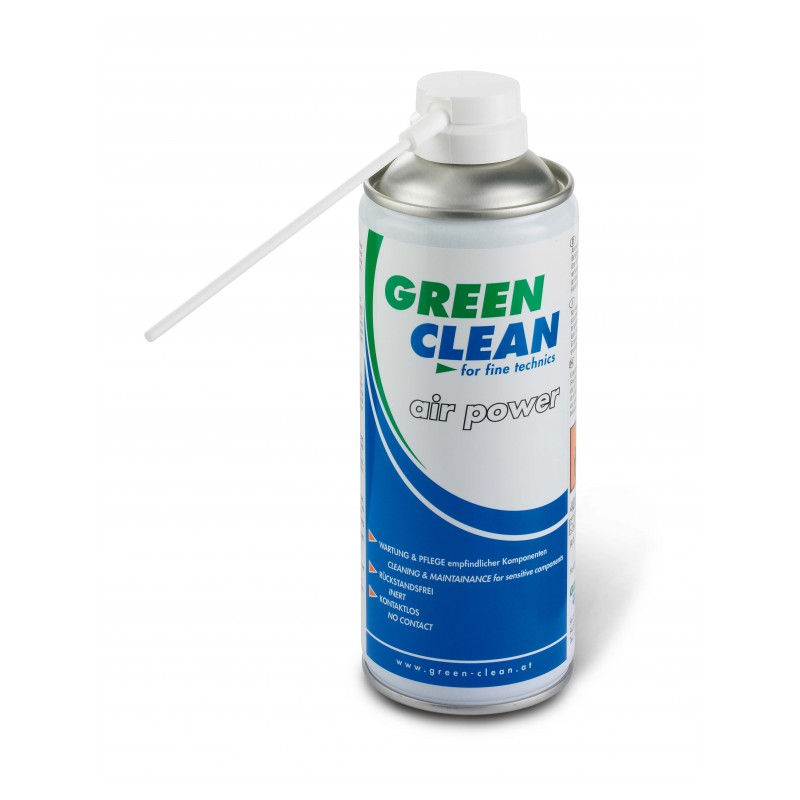 GREEN
CLEAN
for fine technics
air power
WARTUNG & PFLEGE empfindlicher Komponenten
CLEANING & MAINTAINANCE for sensitive components
RÜCKSTANDSFREI
INERT
KONTAKTLOS
NO CONTACT
www.green-clean.at